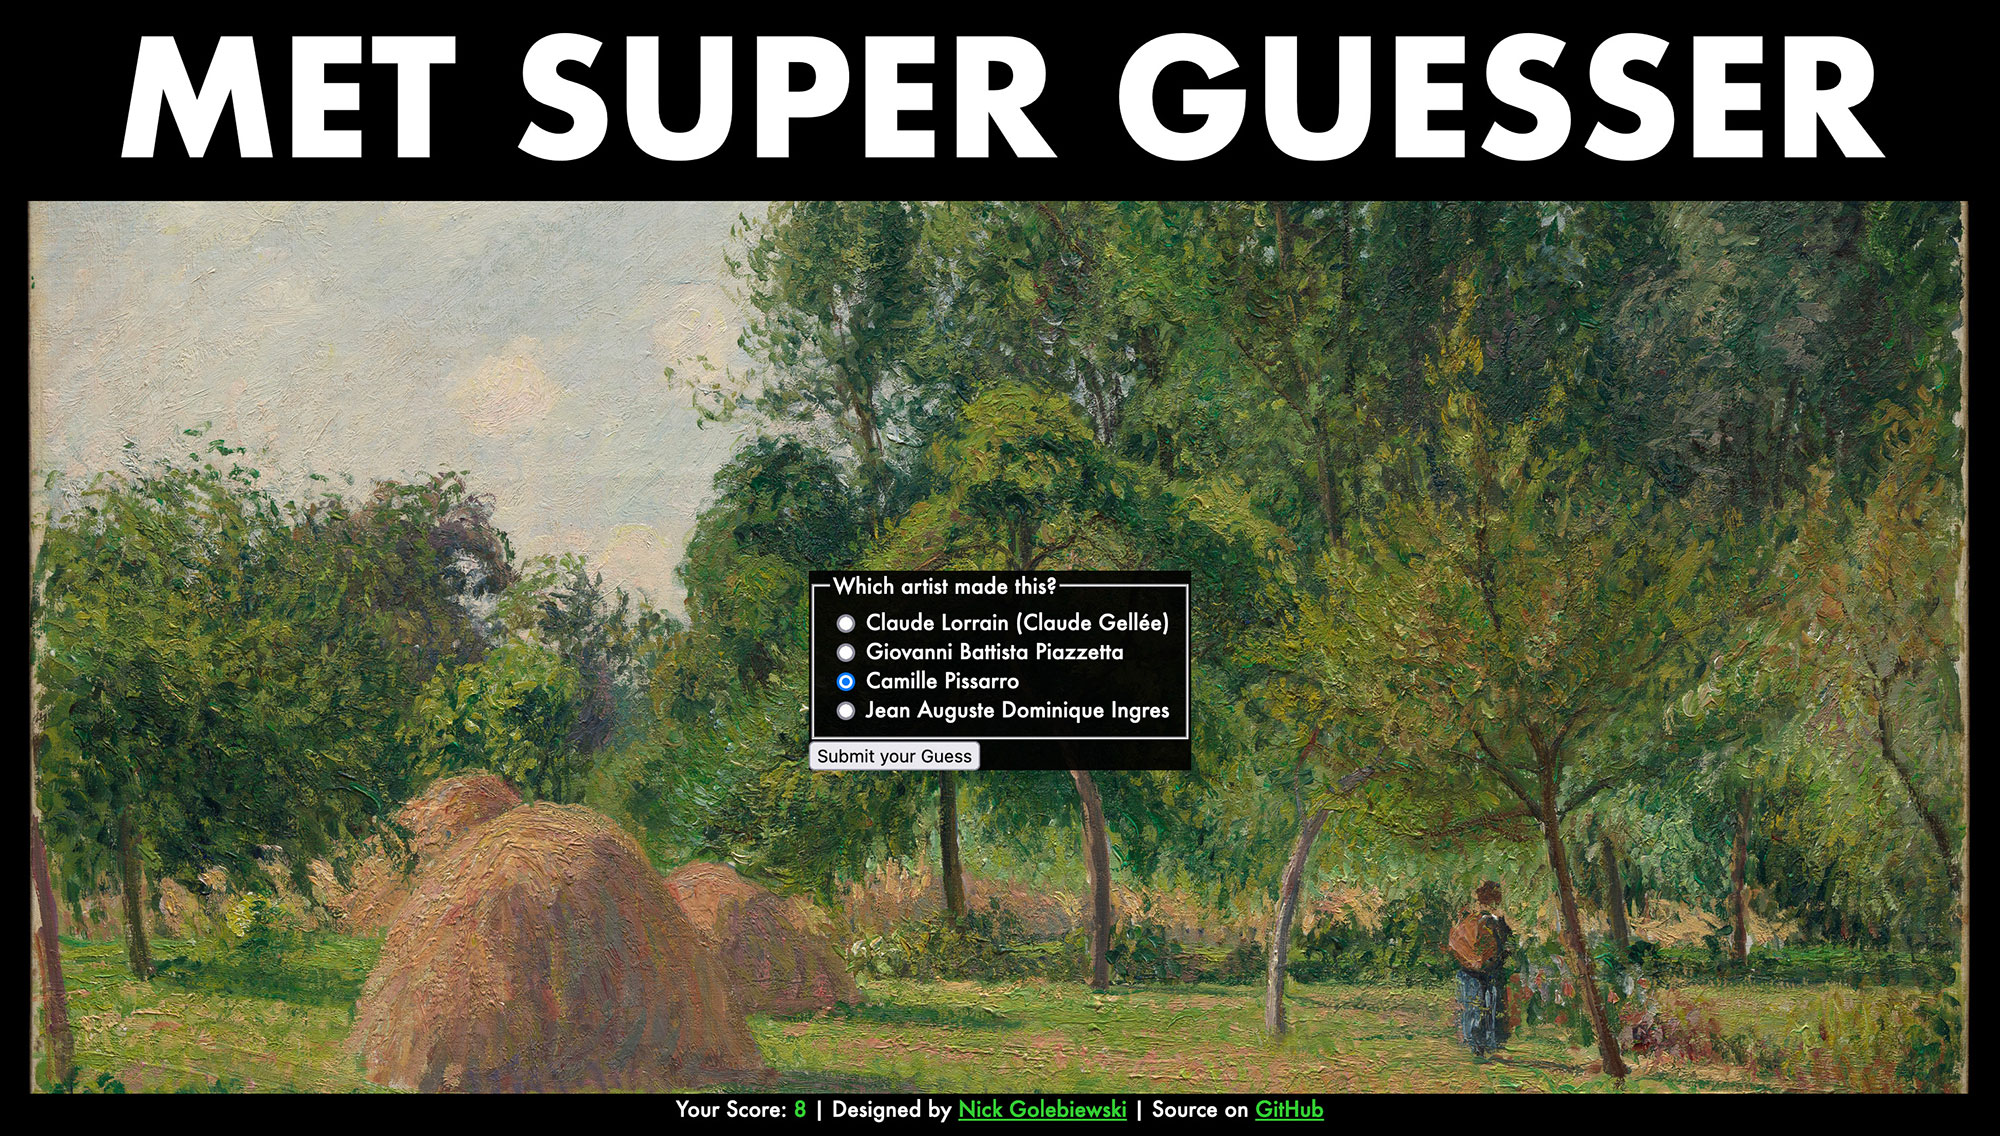 MET SUPER GUESSER
Which artist made this?
Claude Lorrain (Claude Gellée)
Giovanni Battista Piazzetta
Camille Pissarro
Jean Auguste Dominique Ingres
Submit your Guess
Your Score: 8 | Designed by Nick Golebiewski | Source on GitHub